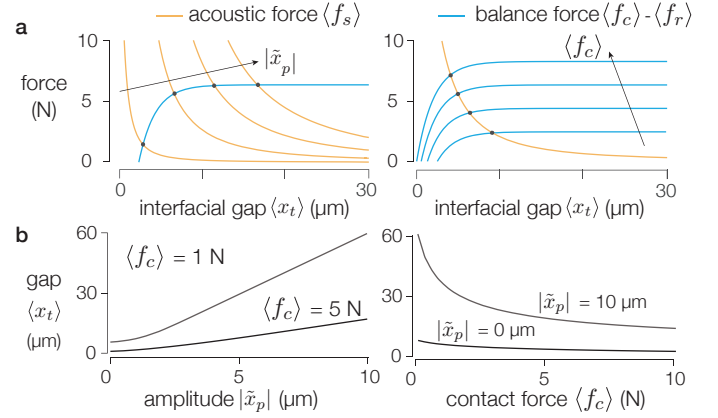 acoustic force ⟨f_s⟩
balance force ⟨f_c⟩ - ⟨f_r⟩
a
10
5
0
force
(N)
|x̃_p|
0
30
interfacial gap ⟨x_t⟩ (μm)
10
5
0
⟨f_c⟩
0
30
interfacial gap ⟨x_t⟩ (μm)
b
60
30
0
gap
⟨x_t⟩
(μm)
⟨f_c⟩ = 1 N
⟨f_c⟩ = 5 N
0
5
10
amplitude |x̃_p| (μm)
60
30
0
|x̃_p| = 10 μm
|x̃_p| = 0 μm
0
5
10
contact force ⟨f_c⟩ (N)